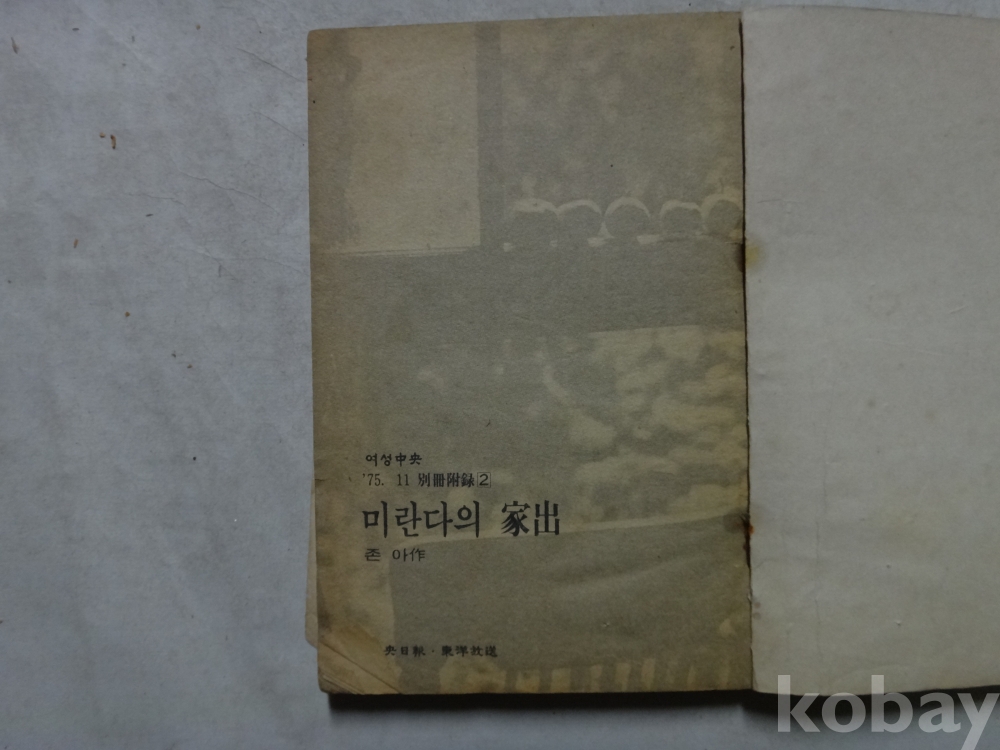 여성中央
'75. 11 別冊附録2
미란다의 家出
존 아作
央日報·東洋放送
kobay